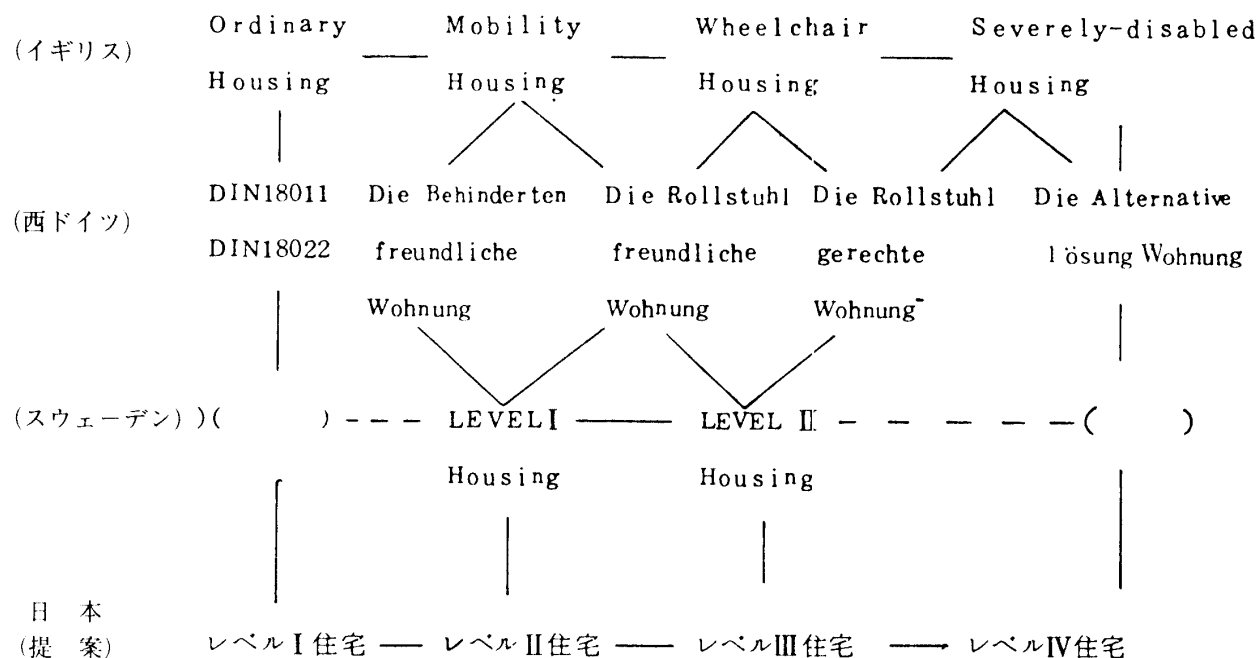 Ordinary Mobility Wheelchair Severely-disabled
(イギリス)
Housing Housing Housing Housing
DIN18011 Die Behinderten Die Rollstuhl Die Rollstuhl Die Alternative
(西ドイツ)
DIN18022 freundliche freundliche gerechte lösung Wohnung
Wohnung Wohnung Wohnung
(スウェーデン) )( ) --- LEVELⅠ —— LEVEL Ⅱ - - - - - ( )
Housing Housing
日 本
(提 案) レベルⅠ住宅 — レベルⅡ住宅 — レベルⅢ住宅 — レベルⅣ住宅